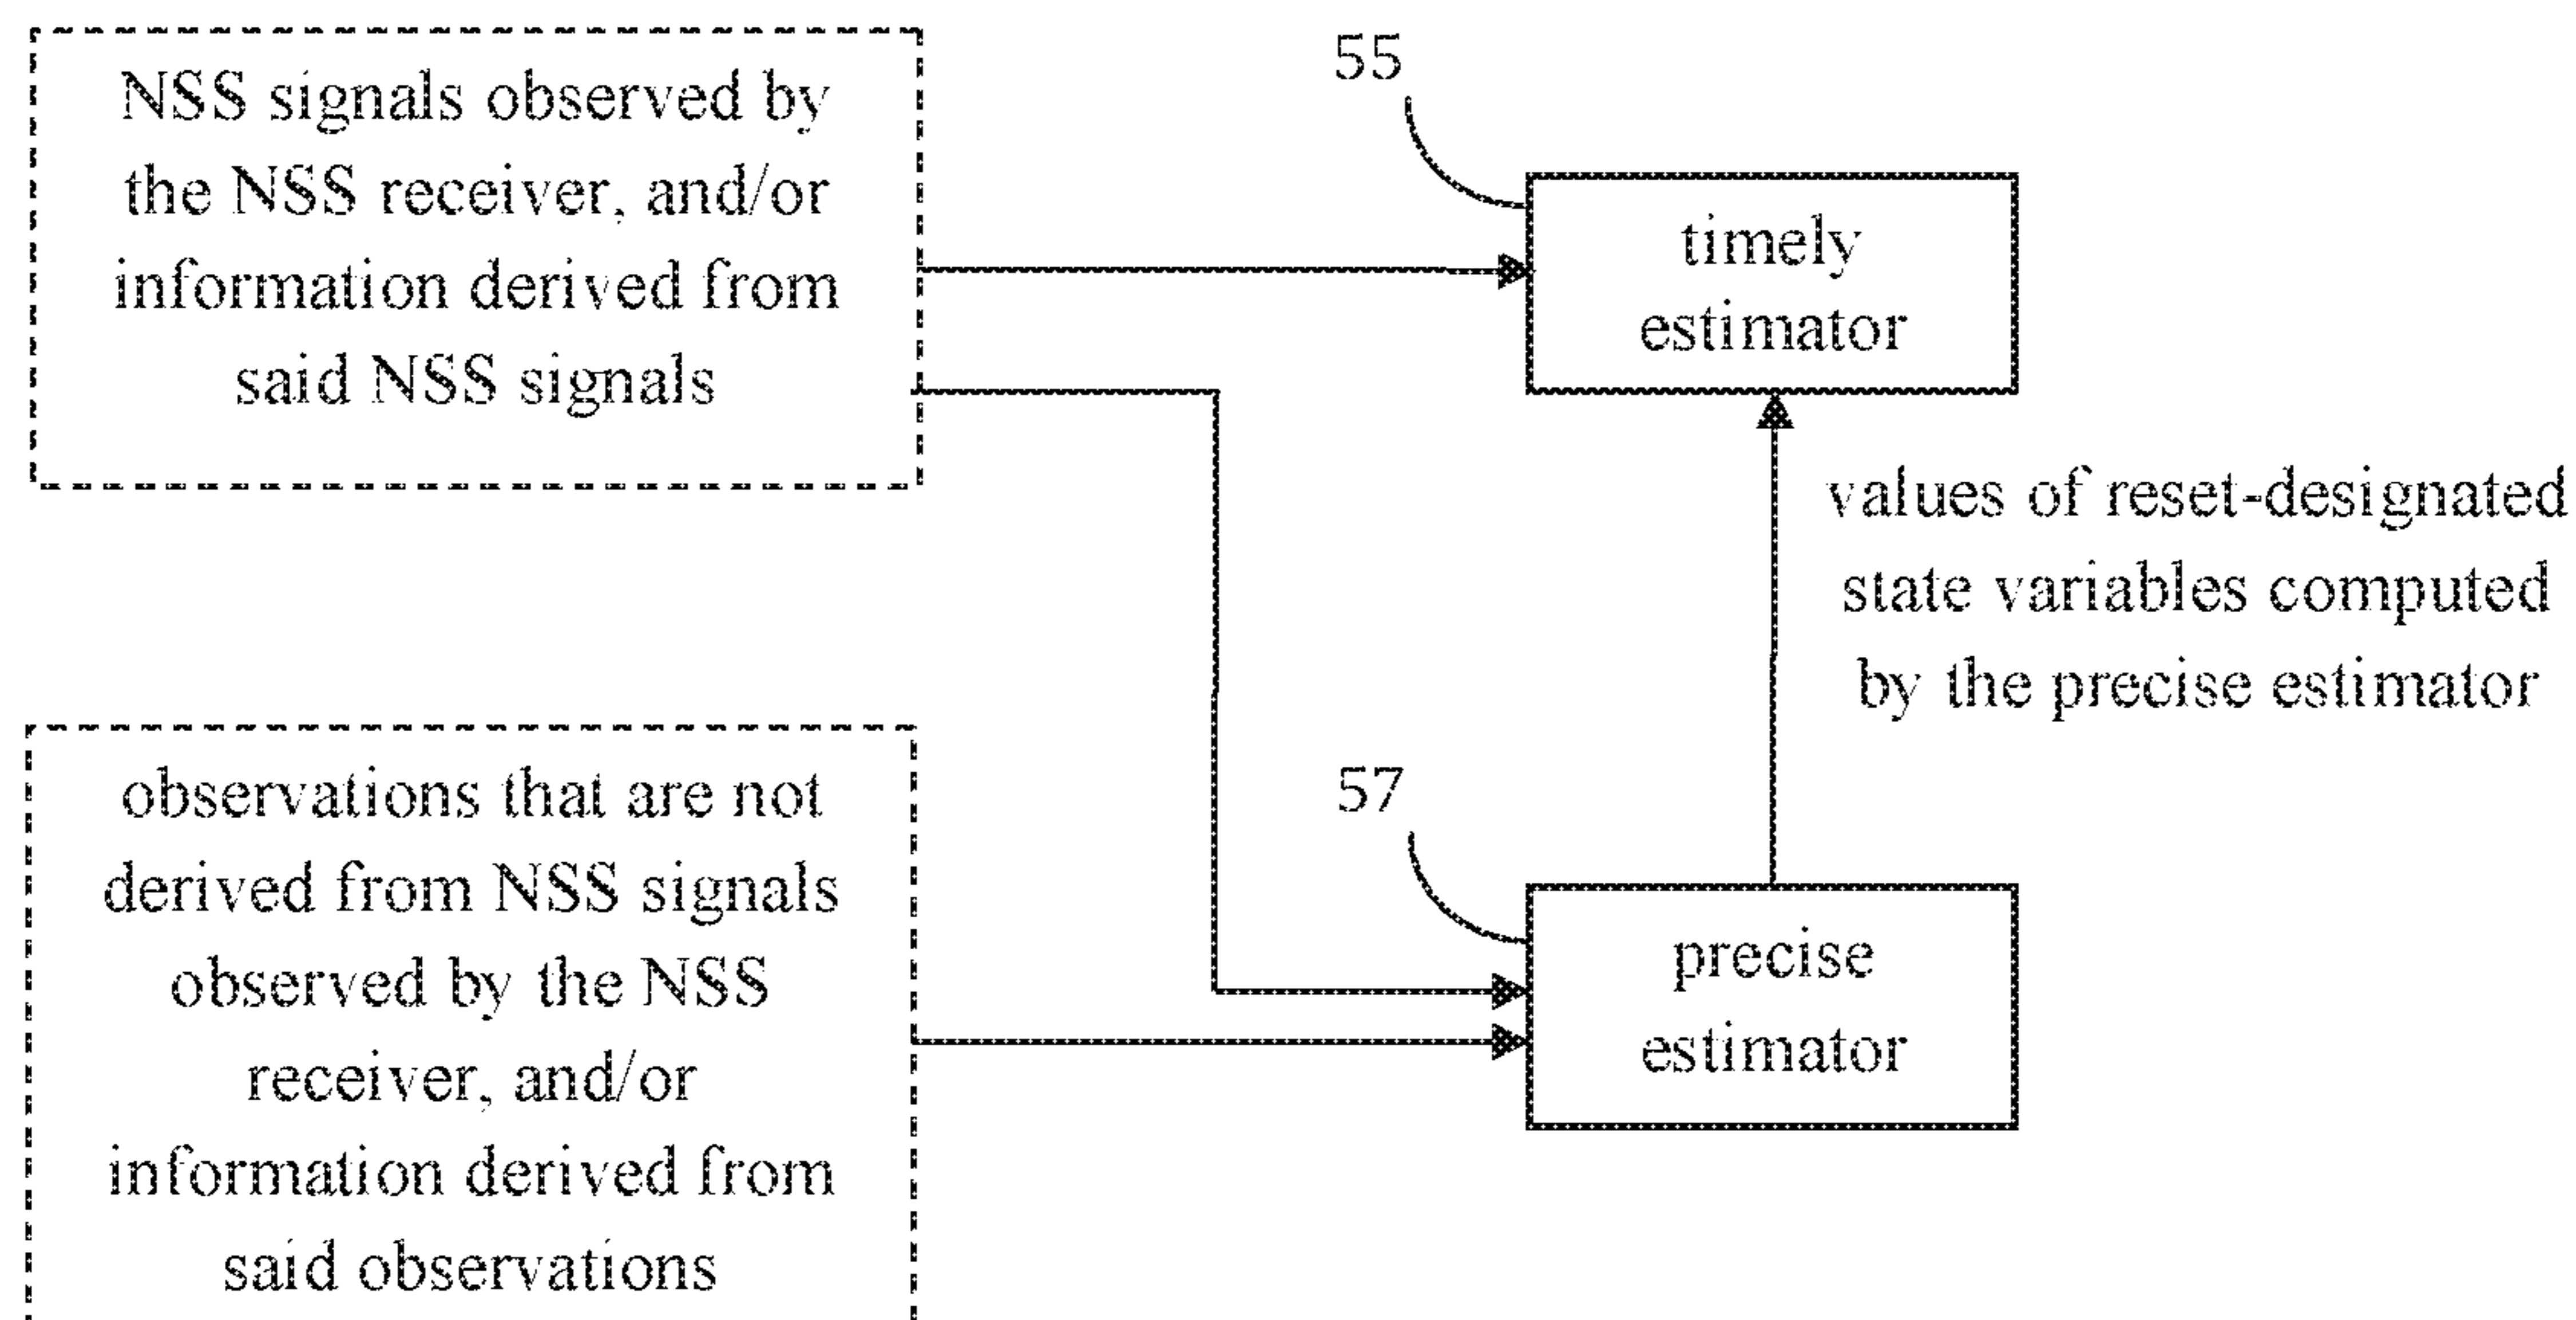 NSS signals observed by
the NSS receiver, and/or
information derived from
said NSS signals
55
timely
estimator
values of reset-designated
state variables computed
by the precise estimator
observations that are not
derived from NSS signals
observed by the NSS
receiver, and/or
information derived from
said observations
57
precise
estimator